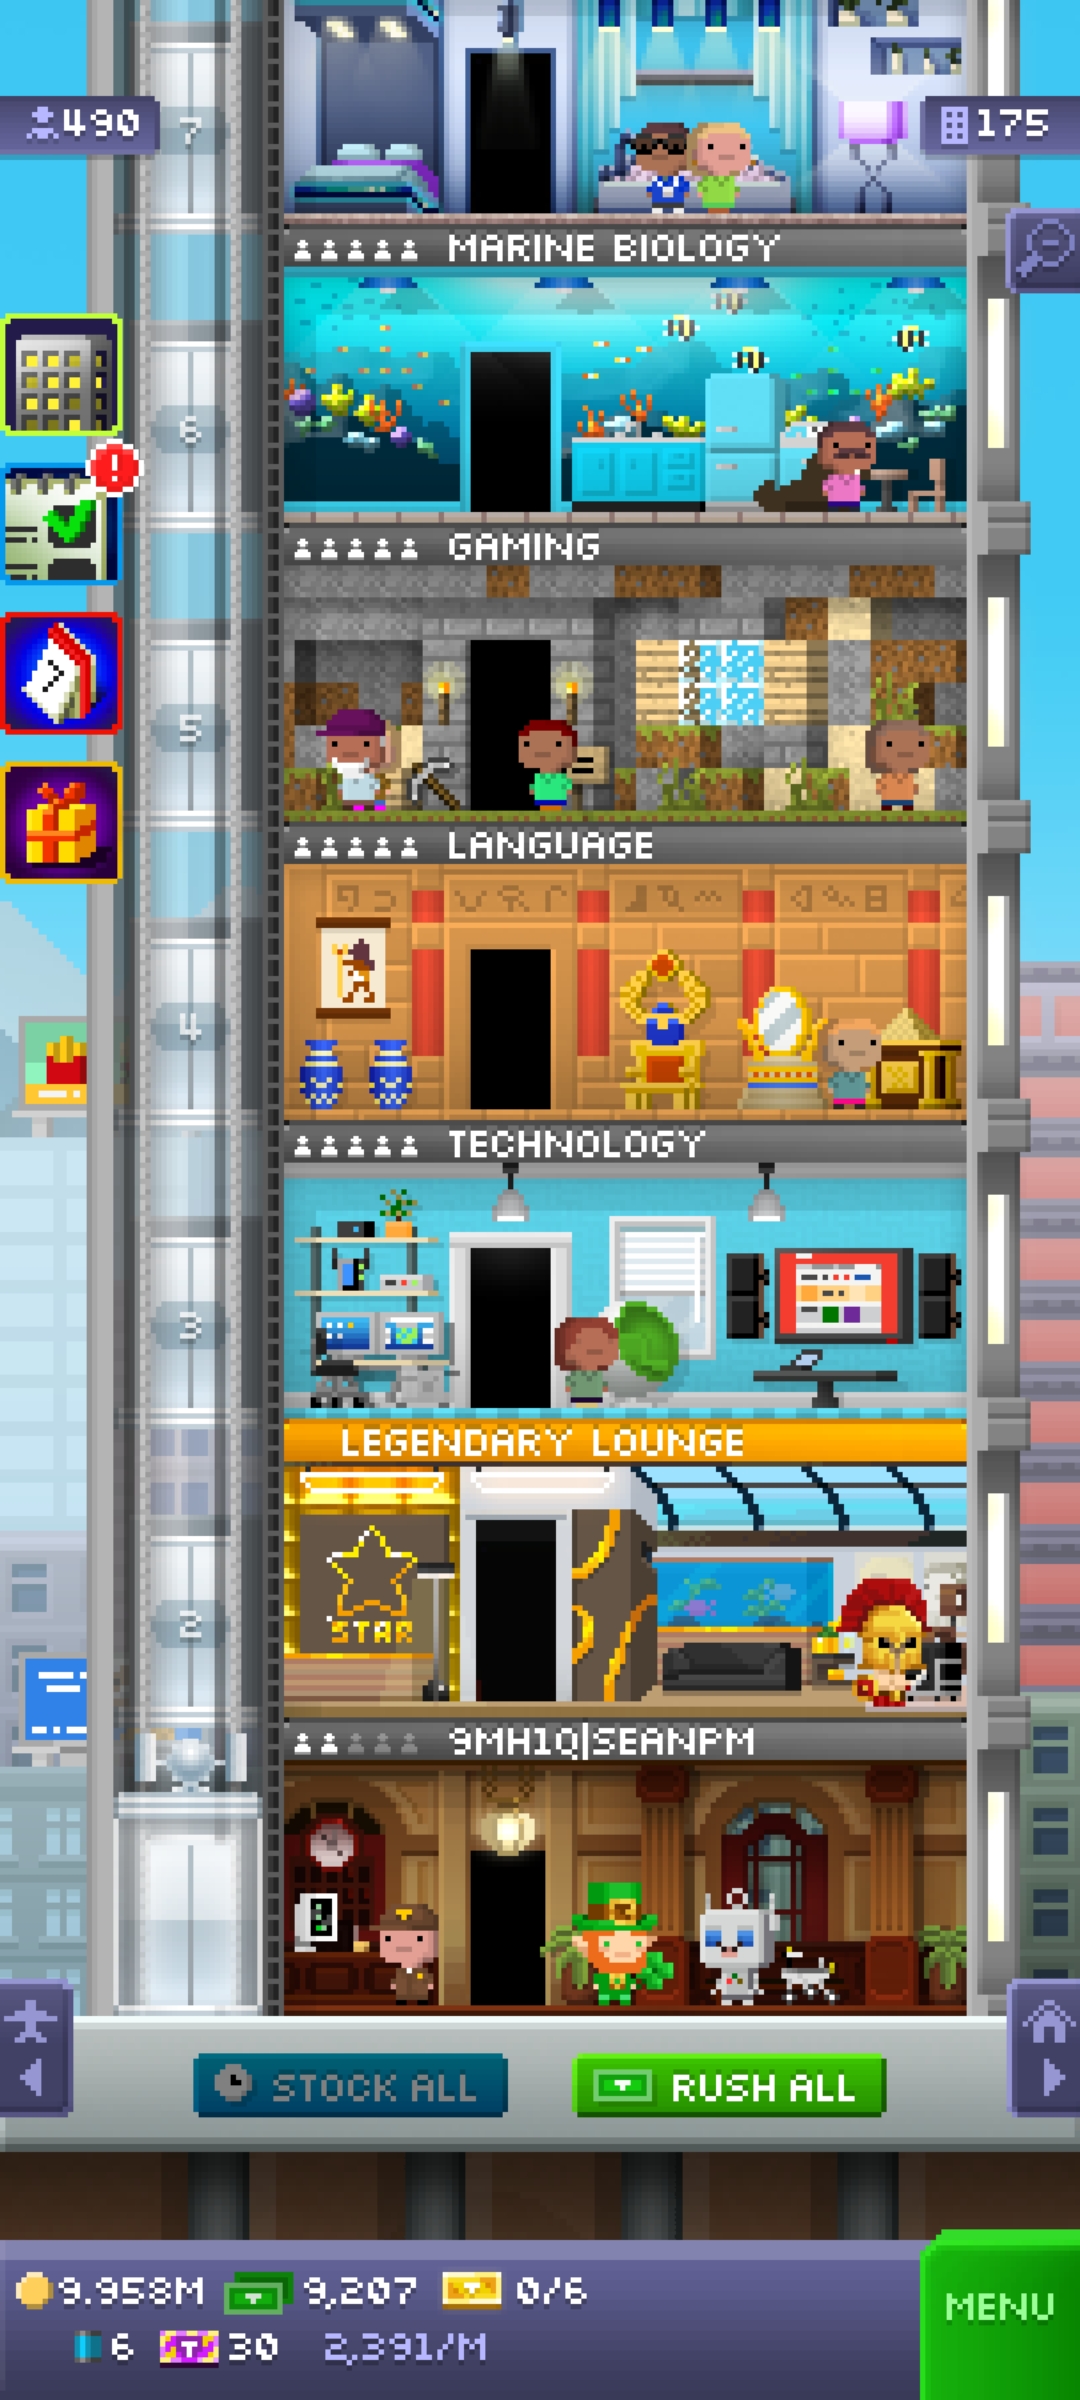 490
7
175
MARINE BIOLOGY
6
GAMING
5
LANGUAGE
4
TECHNOLOGY
3
LEGENDARY LOUNGE
STAR
2
9MH1Q|SEANPM
STOCK ALL
RUSH ALL
9.958M
9,207
0/6
6
T
30
2,391/M
MENU